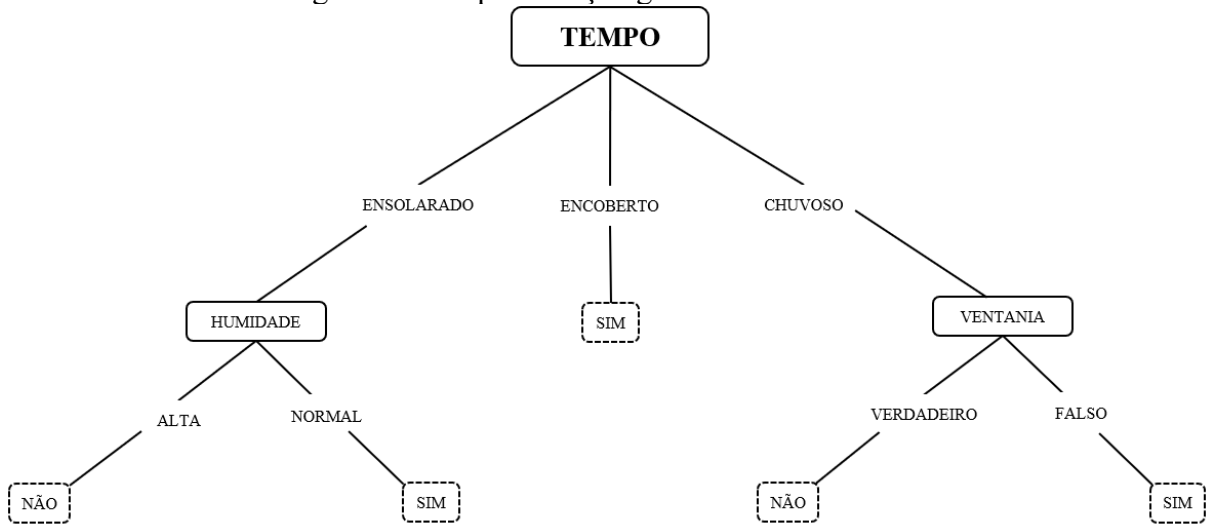 TEMPO
ENSOLARADO ENCOBERTO CHUVOSO
HUMIDADE SIM VENTANIA
ALTA NORMAL VERDADEIRO FALSO
NÃO SIM NÃO SIM